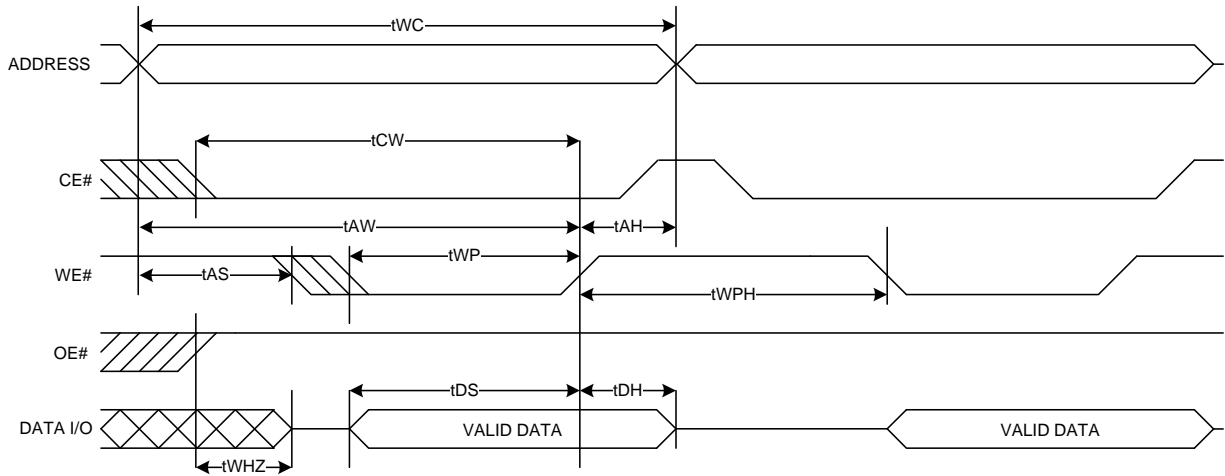 tWC
ADDRESS
tCW
CE#
tAW
tAH
tWP
WE#
tAS
tWPH
OE#
tDS
tDH
DATA I/O
VALID DATA
VALID DATA
tWHZ